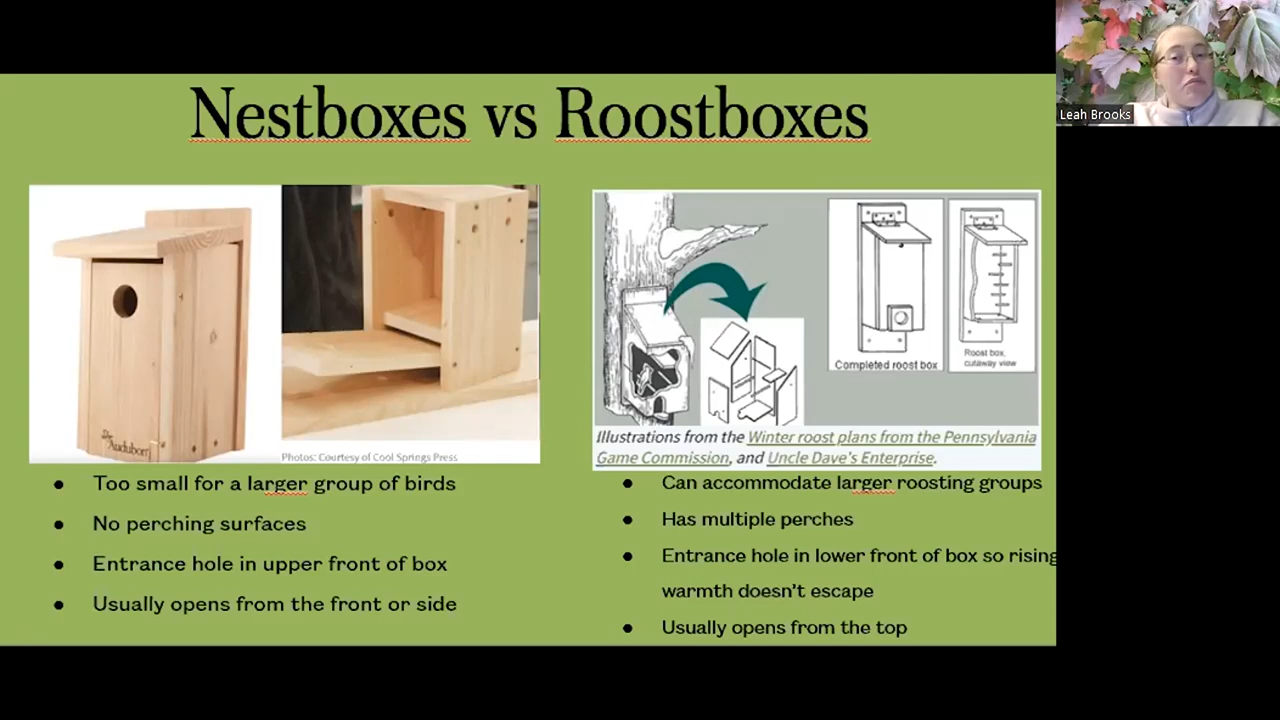 Nestboxes vs Roostboxes
Leah Brooks
The Audubon
Photos: Courtesy of Cool Springs Press
Too small for a larger group of birds
No perching surfaces
Entrance hole in upper front of box
Usually opens from the front or side
Completed roost box
Roost box,
cutaway view
Illustrations from the Winter roost plans from the Pennsylvania
Game Commission, and Uncle Dave's Enterprise.
Can accommodate larger roosting groups
Has multiple perches
Entrance hole in lower front of box so rising
warmth doesn't escape
Usually opens from the top